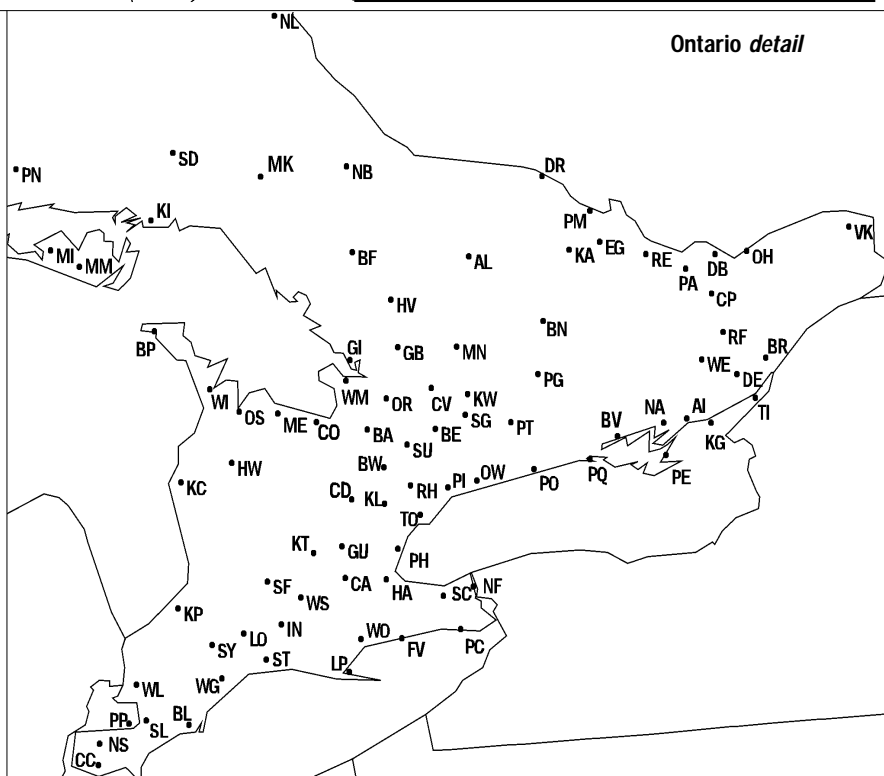 NL
Ontario detail
SD
MK
NB
DR
PN
KI
PM
VK
MI
MM
BF
AL
KA
EG
RE
DB
OH
PA
CP
HV
BN
RF
BP
GI
GB
MN
WE
BR
WM
PG
DE
WI
OR
CV
KW
TI
OS
ME
CO
BA
BE
SG
PT
BV
NA
AI
KG
SU
HW
BW
PI
OW
PO
PQ
PE
KC
CD
KL
RH
TO
KT
GU
PH
SF
WS
CA
HA
SC
NF
KP
IN
LO
WO
FV
PC
SY
ST
LP
WL
WG
PP
SL
BL
NS
CC